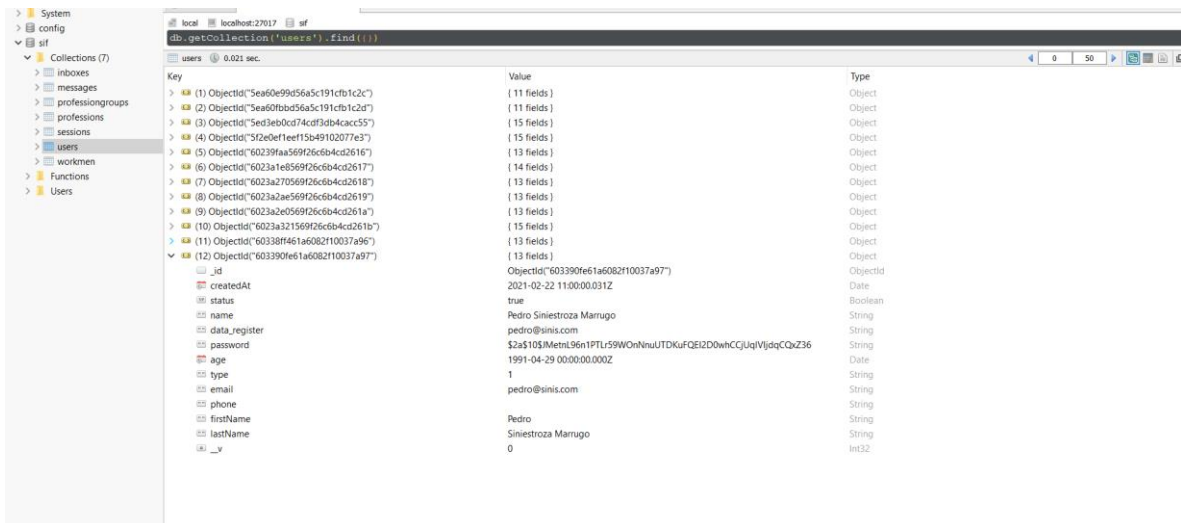 System
config
sif
Collections (7)
inboxes
messages
professiongroups
professions
sessions
users
workmen
Functions
Users
local localhost:27017 sif
db.getCollection('users').find({})
users 0.021 sec. 0 50
Key Value Type
(1) ObjectId("5ea60e99d56a5c191cfb1c2c") { 11 fields } Object
(2) ObjectId("5ea60fbbd56a5c191cfb1c2d") { 11 fields } Object
(3) ObjectId("5ed3eb0cd74cdf3db4cacc55") { 15 fields } Object
(4) ObjectId("5f2e0ef1eef15b49102077e3") { 15 fields } Object
(5) ObjectId("60239faa569f26c6b4cd2616") { 13 fields } Object
(6) ObjectId("6023a1e8569f26c6b4cd2617") { 14 fields } Object
(7) ObjectId("6023a270569f26c6b4cd2618") { 13 fields } Object
(8) ObjectId("6023a2ae569f26c6b4cd2619") { 13 fields } Object
(9) ObjectId("6023a2e0569f26c6b4cd261a") { 13 fields } Object
(10) ObjectId("6023a321569f26c6b4cd261b") { 15 fields } Object
(11) ObjectId("60338ff461a6082f10037a96") { 13 fields } Object
(12) ObjectId("603390fe61a6082f10037a97") { 13 fields } Object
_id ObjectId("603390fe61a6082f10037a97") ObjectId
createdAt 2021-02-22 11:00:00.031Z Date
status true Boolean
name Pedro Siniestroza Marrugo String
data_register pedro@sinis.com String
password String
age 1991-04-29 00:00:00.000Z Date
type 1 String
email pedro@sinis.com String
phone String
firstName Pedro String
lastName Siniestroza Marrugo String
__v 0 Int32